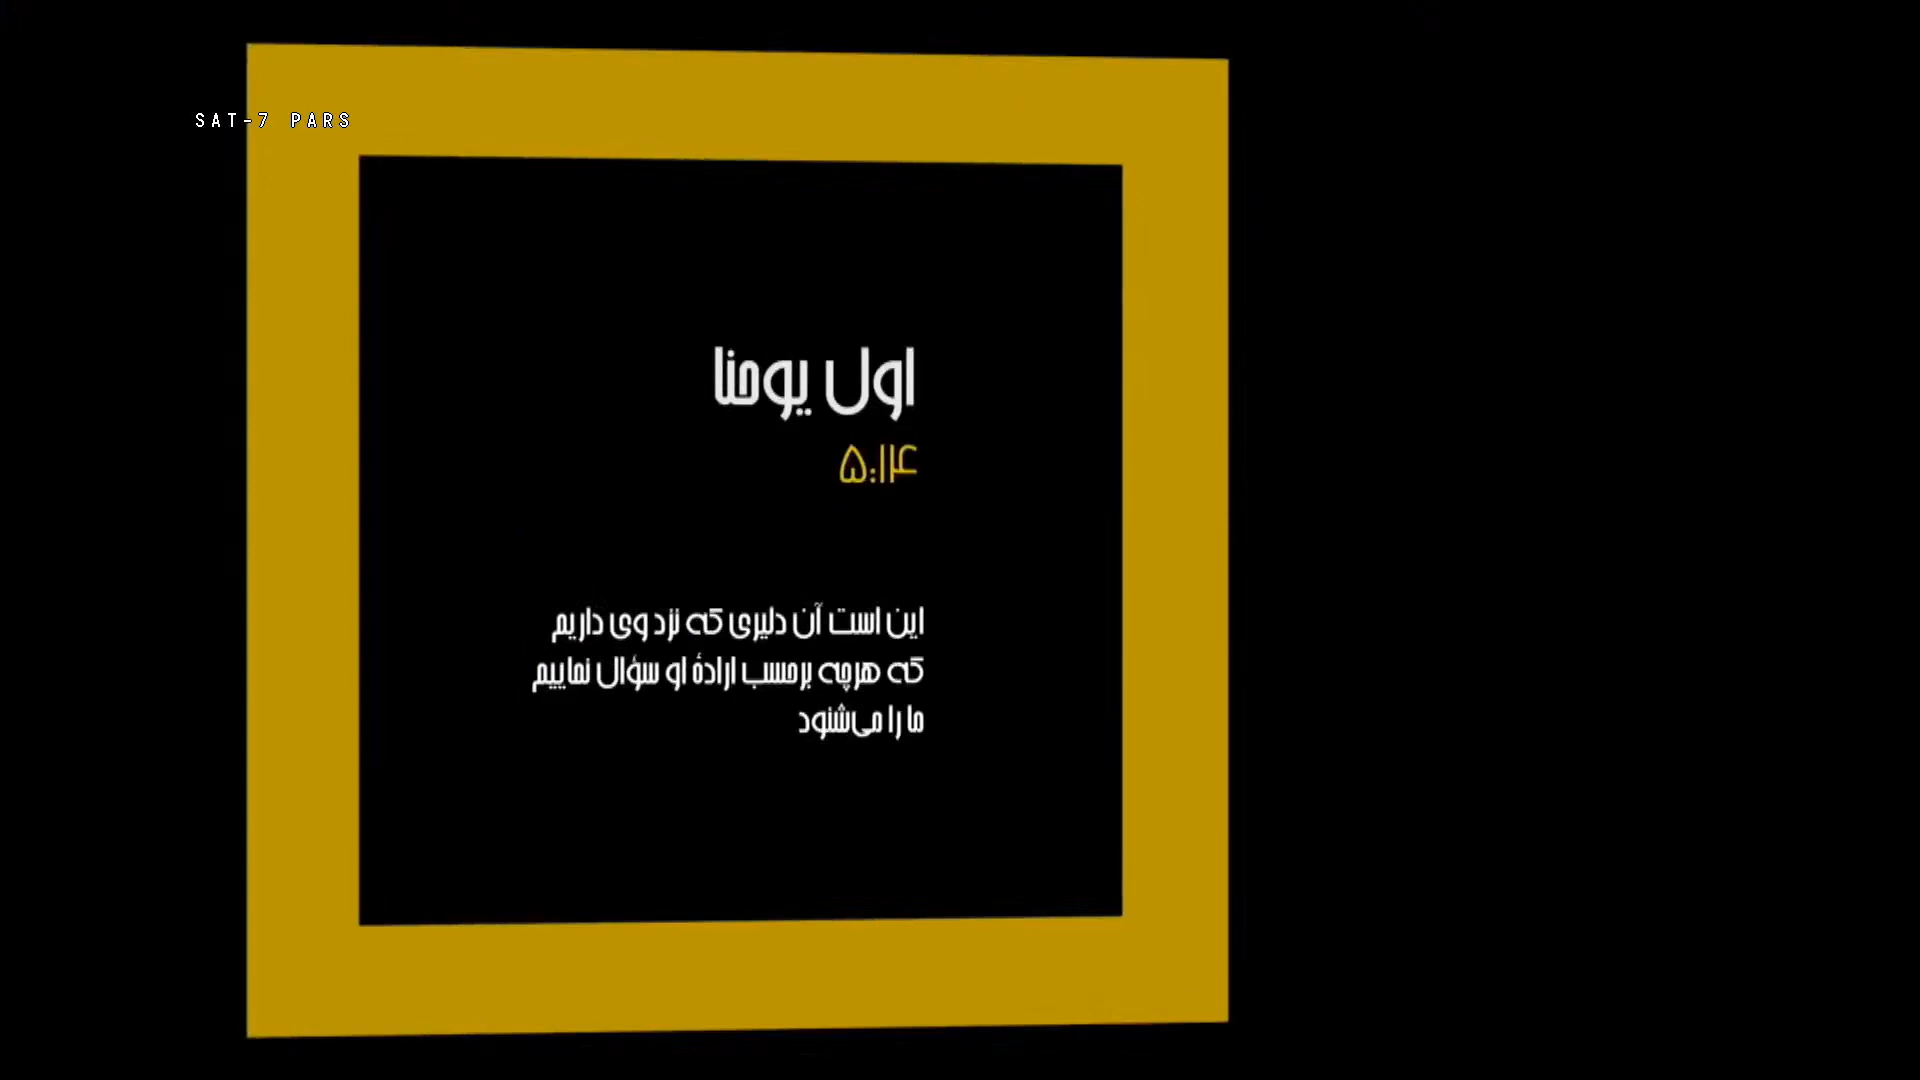 SAT-7 PARS
اول یوحنا
۵:۱۴
این است آن دلیری که نزد وی داریم
که هرچه برحسب ارادهٔ او سؤال نماییم
ما را می‌شنود